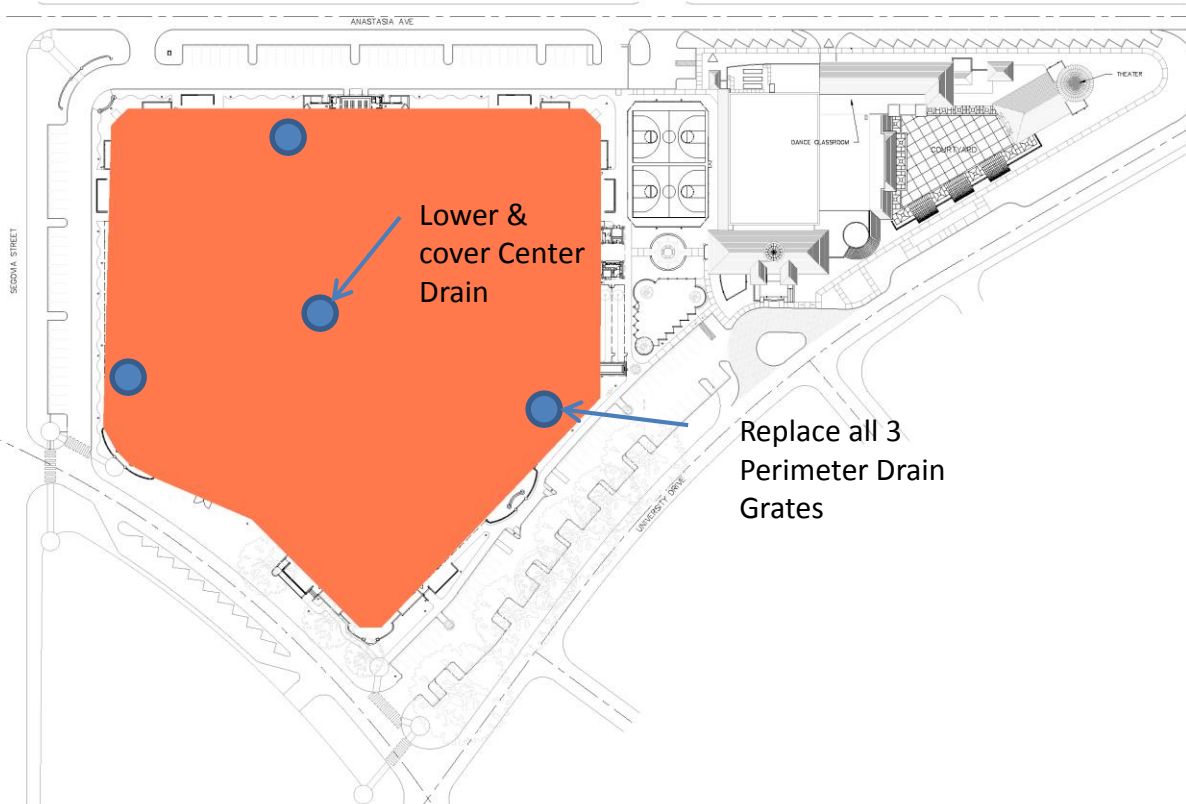 ANASTASIA AVE
THEATER
DANCE CLASSROOM
COURTYARD
SEGOVIA STREET
Lower &
cover Center
Drain
Replace all 3
Perimeter Drain
Grates
UNIVERSITY DRIVE